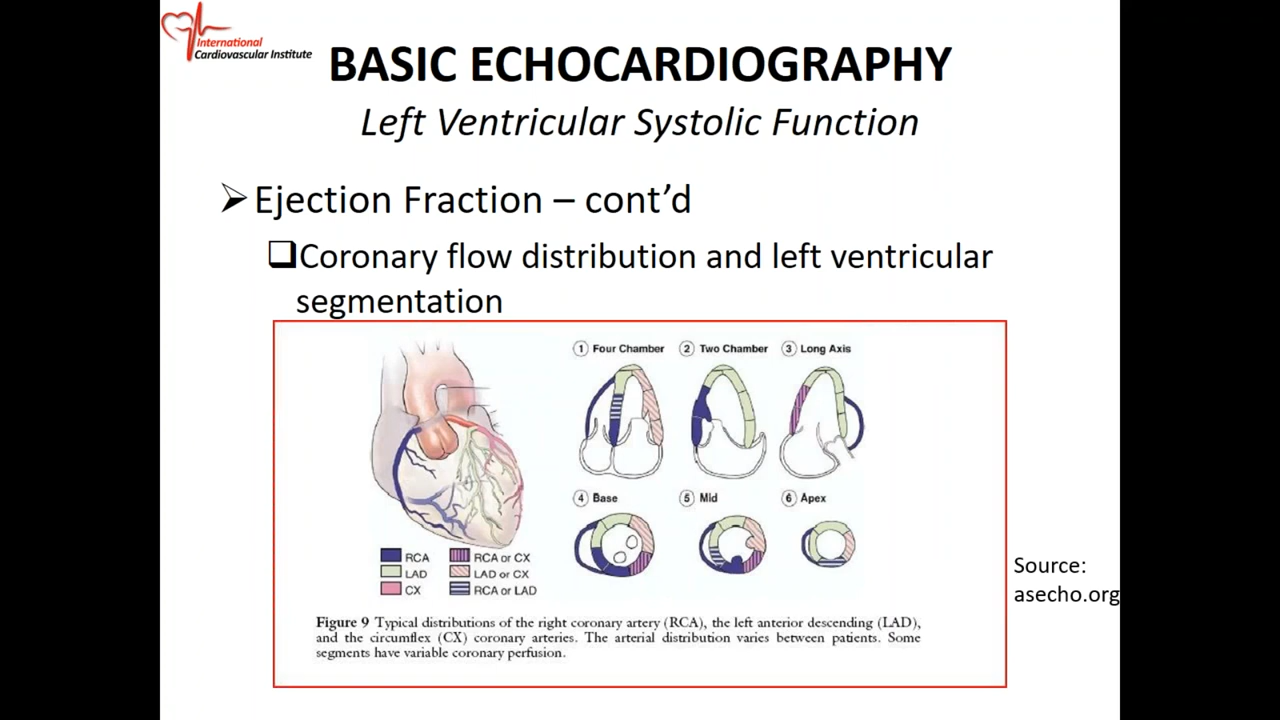 International
Cardiovascular Institute
BASIC ECHOCARDIOGRAPHY
Left Ventricular Systolic Function
Ejection Fraction – cont’d
Coronary flow distribution and left ventricular
segmentation
1 Four Chamber
2 Two Chamber
3 Long Axis
4 Base
5 Mid
6 Apex
RCA
LAD
CX
RCA or CX
LAD or CX
RCA or LAD
Figure 9 Typical distributions of the right coronary artery (RCA), the left anterior descending (LAD),
and the circumflex (CX) coronary arteries. The arterial distribution varies between patients. Some
segments have variable coronary perfusion.
Source:
asecho.org